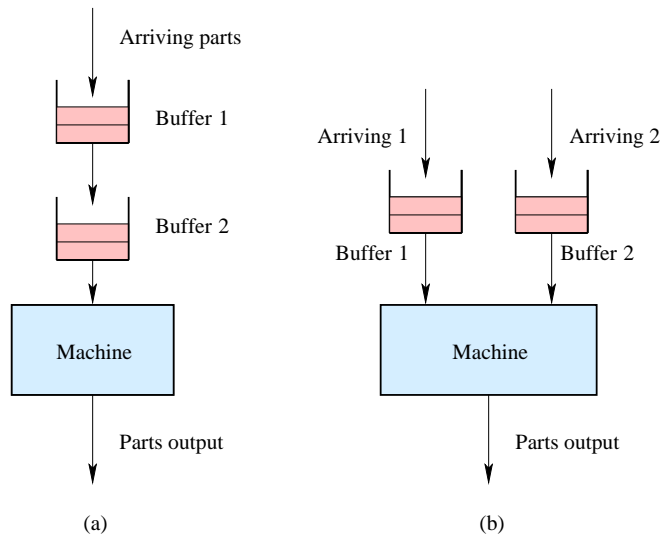 Arriving parts
Buffer 1
Buffer 2
Machine
Parts output
(a)
Arriving 1
Arriving 2
Buffer 1
Buffer 2
Machine
Parts output
(b)